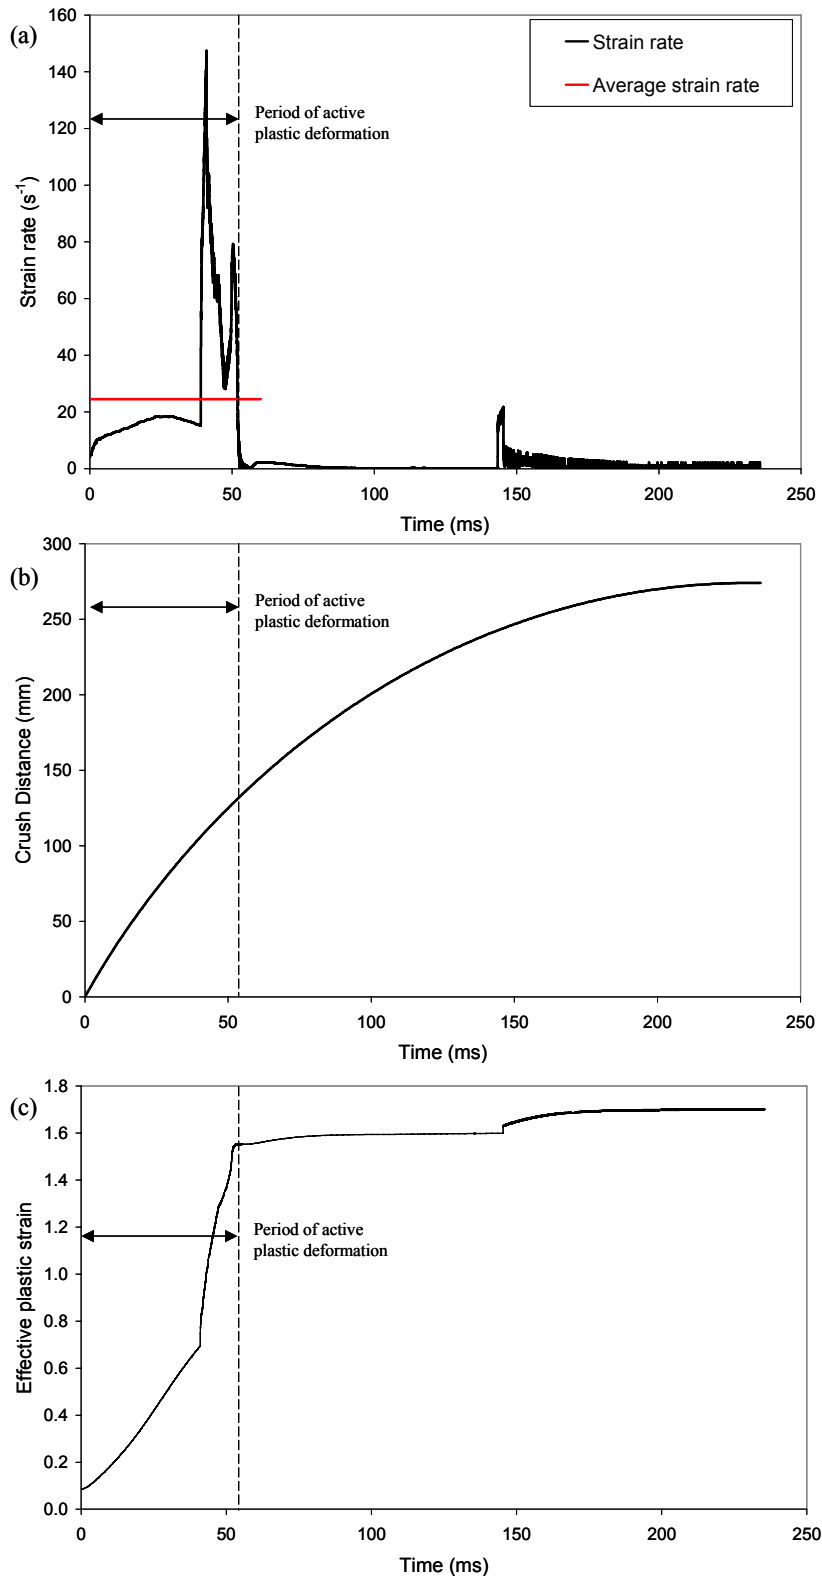 (a)
160
140
120
100
80
60
40
20
0
Strain rate (s⁻¹)
Strain rate
Average strain rate
Period of active
plastic deformation
0 50 100 150 200 250
Time (ms)
(b)
300
250
200
150
100
50
0
Crush Distance (mm)
Period of active
plastic deformation
0 50 100 150 200 250
Time (ms)
(c)
1.8
1.6
1.4
1.2
1.0
0.8
0.6
0.4
0.2
0.0
Effective plastic strain
Period of active
plastic deformation
0 50 100 150 200 250
Time (ms)